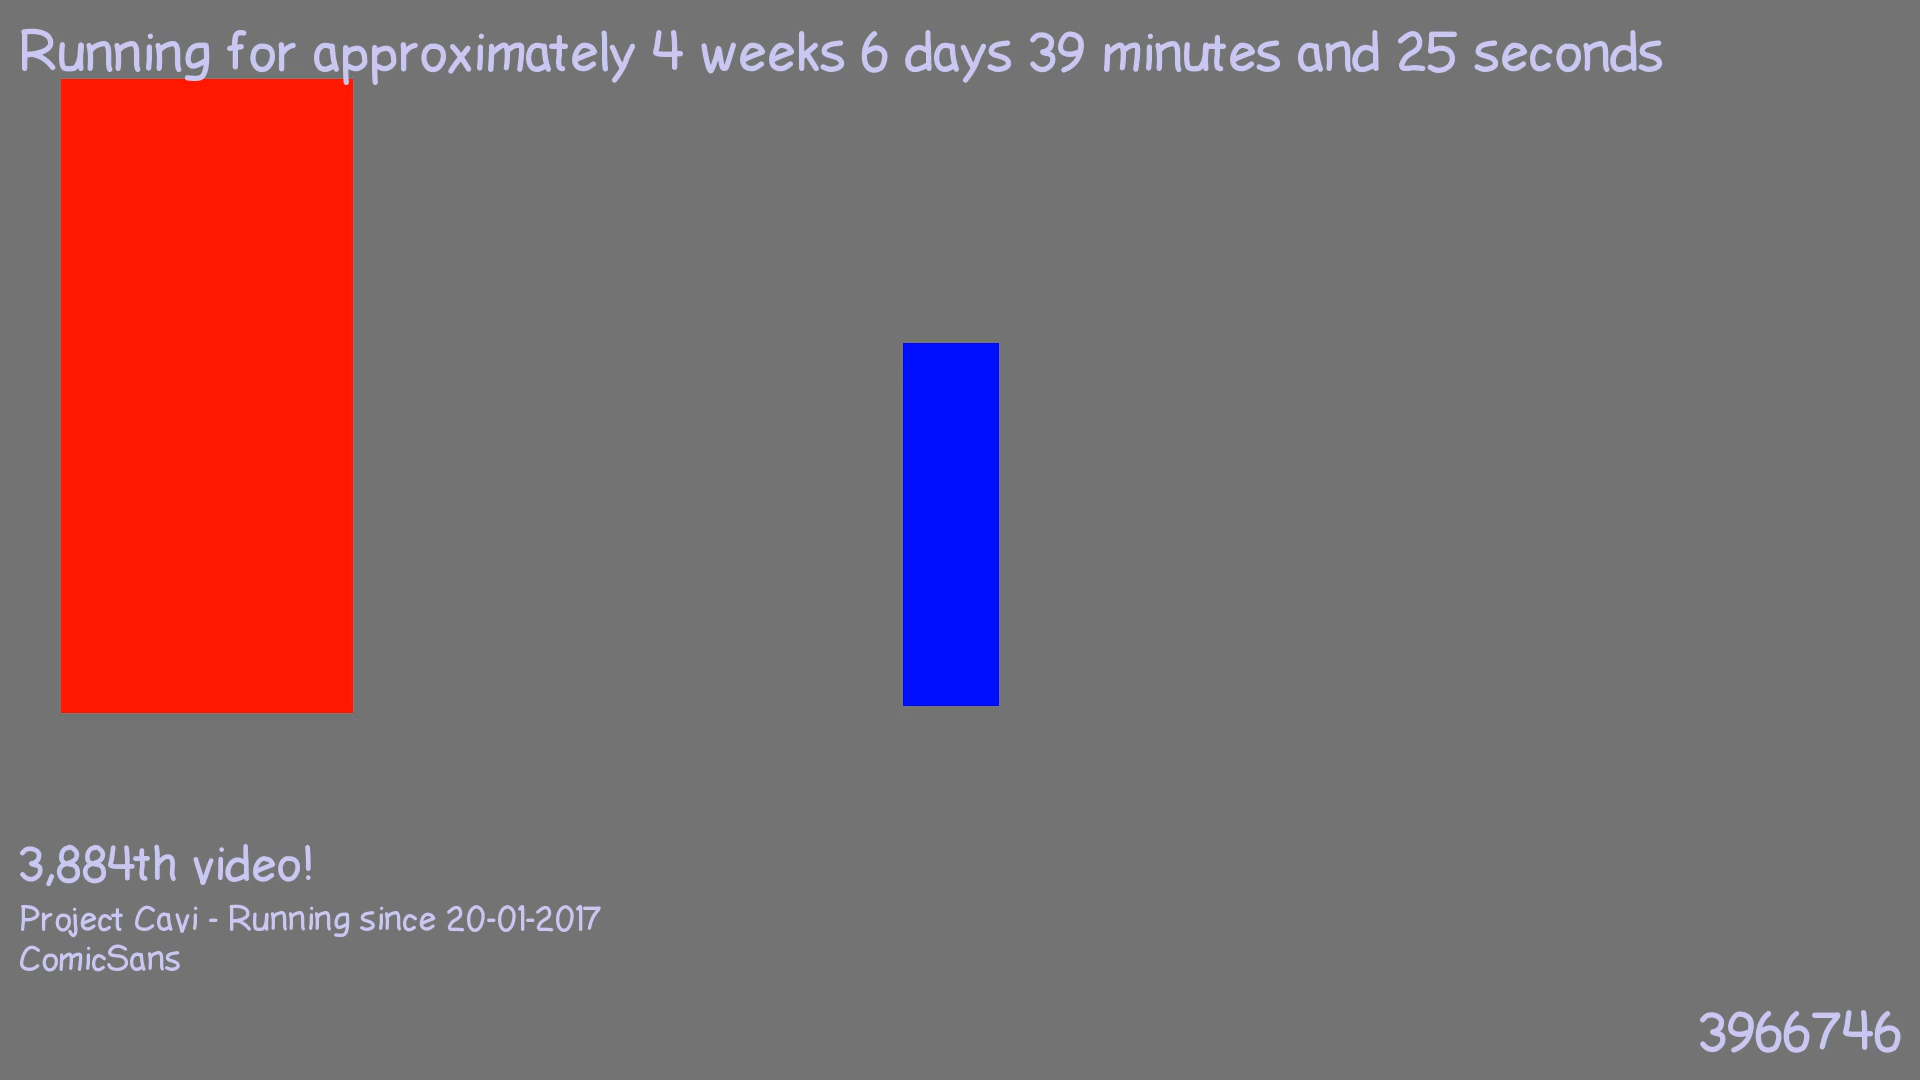 Running for approximately 4 weeks 6 days 39 minutes and 25 seconds
3,884th video!
Project Cavi - Running since 20-01-2017
ComicSans
3966746